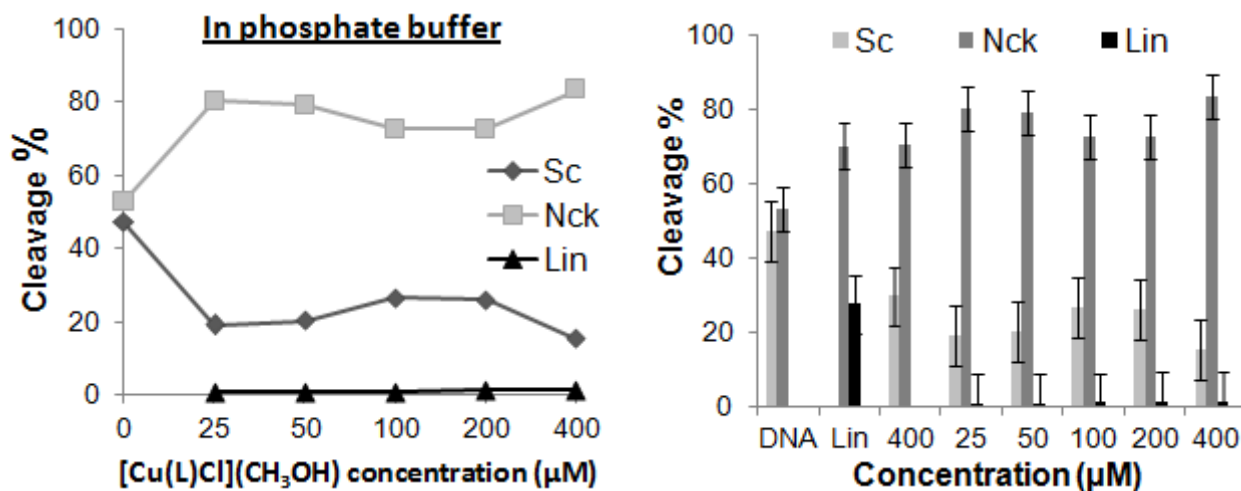 In phosphate buffer
100
80
60
40
20
0
Cleavage %
Sc
Nck
Lin
0 25 50 100 200 400
[Cu(L)Cl](CH₃OH) concentration (µM)
Sc Nck Lin
100
80
60
40
20
0
Cleavage %
DNA Lin 400 25 50 100 200 400
Concentration (µM)